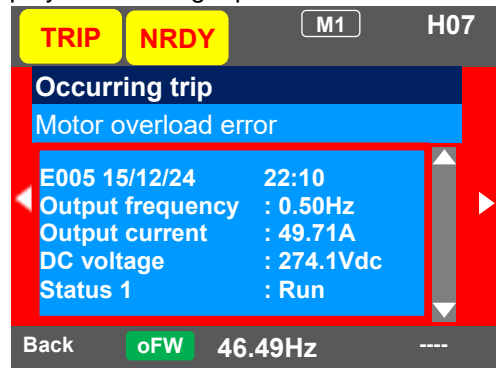 TRIP NRDY M1 H07
Occurring trip
Motor overload error
E005 15/12/24 22:10
Output frequency : 0.50Hz
Output current : 49.71A
DC voltage : 274.1Vdc
Status 1 : Run
Back oFW 46.49Hz ----